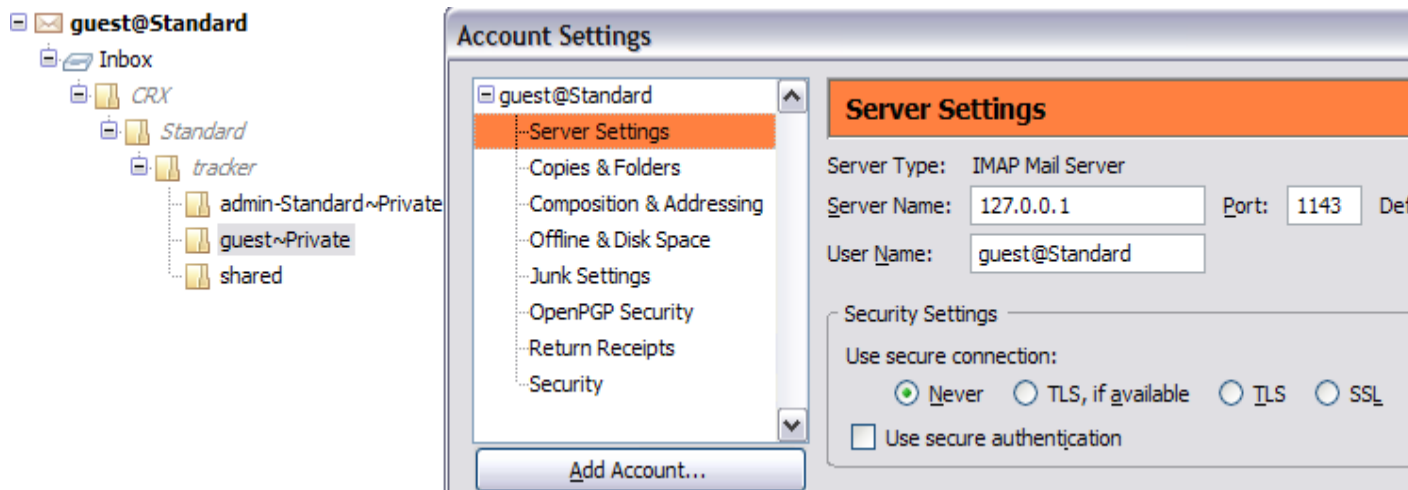 guest@Standard
Inbox
CRX
Standard
tracker
admin-Standard~Private
guest~Private
shared
Account Settings
guest@Standard
Server Settings
Copies & Folders
Composition & Addressing
Offline & Disk Space
Junk Settings
OpenPGP Security
Return Receipts
Security
Add Account...
Server Settings
Server Type: IMAP Mail Server
Server Name: 127.0.0.1 Port: 1143 Def
User Name: guest@Standard
Security Settings
Use secure connection:
Never TLS, if available TLS SSL
Use secure authentication